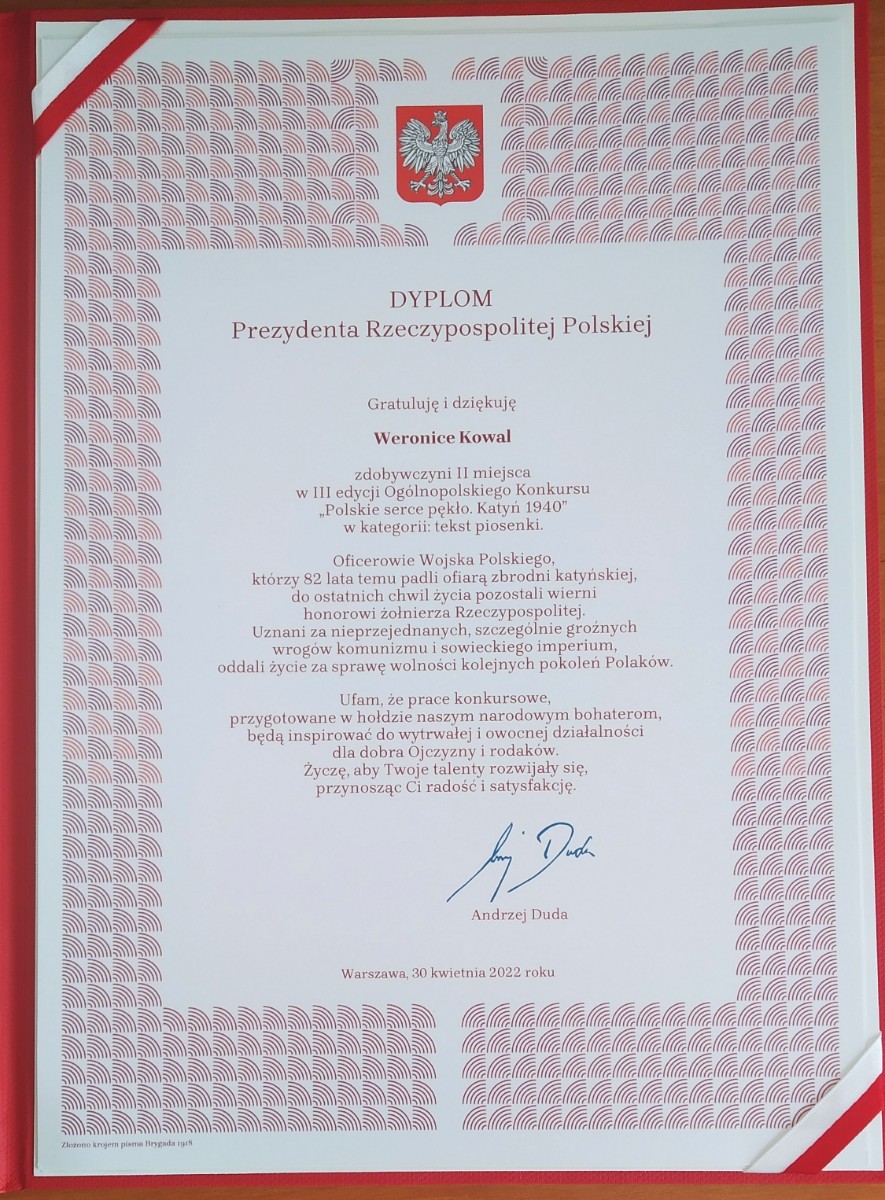 DYPLOM
Prezydenta Rzeczypospolitej Polskiej
Gratuluję i dziękuję
Weronice Kowal
zdobywczyni II miejsca
w III edycji Ogólnopolskiego Konkursu
„Polskie serce pękło. Katyń 1940”
w kategorii: tekst piosenki.
Oficerowie Wojska Polskiego,
którzy 82 lata temu padli ofiarą zbrodni katyńskiej,
do ostatnich chwil życia pozostali wierni
honorowi żołnierza Rzeczypospolitej.
Uznani za nieprzejednanych, szczególnie groźnych
wrogów komunizmu i sowieckiego imperium,
oddali życie za sprawę wolności kolejnych pokoleń Polaków.
Ufam, że prace konkursowe,
przygotowane w hołdzie naszym narodowym bohaterom,
będą inspirować do wytrwałej i owocnej działalności
dla dobra Ojczyzny i rodaków.
Życzę, aby Twoje talenty rozwijały się,
przynosząc Ci radość i satysfakcję.
Andrzej Duda
Warszawa, 30 kwietnia 2022 roku
Złożono krojem pisma Brygada 1918